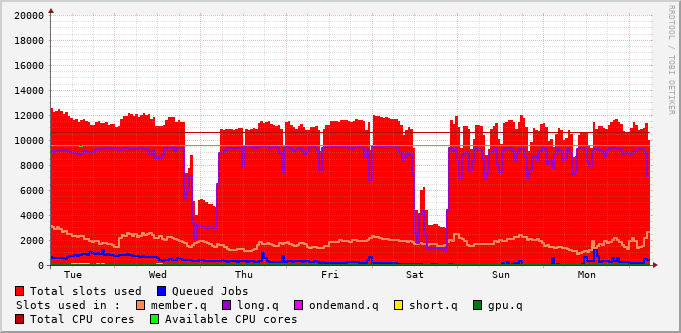 20000
18000
16000
14000
12000
10000
8000
6000
4000
2000
0
Tue Wed Thu Fri Sat Sun Mon
RRDTOOL / TOBI OETIKER
Total slots used Queued Jobs
Slots used in : member.q long.q ondemand.q short.q gpu.q
Total CPU cores Available CPU cores